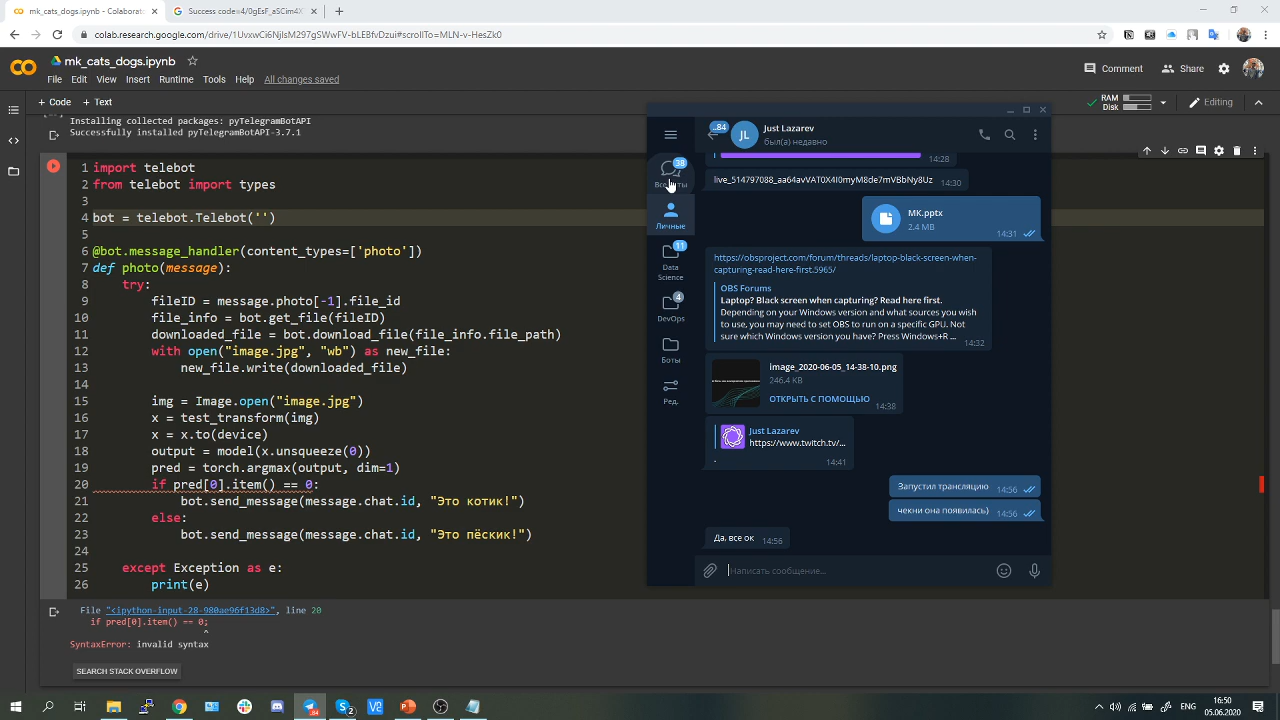 mk_cats_dogs.ipynb - Colaborato
Success code=4/0gEsF_aSCim4X
colab.research.google.com/drive/1UvxwCi6NjIsM297gSWwFV-bLEBfvDzui#scrollTo=MLN-v-HesZk0
mk_cats_dogs.ipynb
File Edit View Insert Runtime Tools Help All changes saved
Comment
Share
+ Code + Text
RAM
Disk
Editing
Installing collected packages: pyTelegramBotAPI
Successfully installed pyTelegramBotAPI-3.7.1
1 import telebot
2 from telebot import types
3
4 bot = telebot.Telebot('')
5
6 @bot.message_handler(content_types=['photo'])
7 def photo(message):
8 try:
9 fileID = message.photo[-1].file_id
10 file_info = bot.get_file(fileID)
11 downloaded_file = bot.download_file(file_info.file_path)
12 with open("image.jpg", "wb") as new_file:
13 new_file.write(downloaded_file)
14
15 img = Image.open("image.jpg")
16 x = test_transform(img)
17 x = x.to(device)
18 output = model(x.unsqueeze(0))
19 pred = torch.argmax(output, dim=1)
20 if pred[0].item() == 0:
21 bot.send_message(message.chat.id, "Это котик!")
22 else:
23 bot.send_message(message.chat.id, "Это пёскик!")
24
25 except Exception as e:
26 print(e)
File "<ipython-input-28-980ae96f13d8>", line 20
if pred[0].item() == 0;
^
SyntaxError: invalid syntax
SEARCH STACK OVERFLOW
38
Личные
11
Data
Science
4
DevOps
Боты
Ред.
..84
JL
Just Lazarev
был(а) недавно
14:28
live_514797088_aa64avVAT0X4I0myM8de7mVBbNy8Uz 14:30
МК.pptx
2.4 MB
14:31
https://obsproject.com/forum/threads/laptop-black-screen-when-
capturing-read-here-first.5965/
OBS Forums
Laptop? Black screen when capturing? Read here first.
Depending on your Windows version and what sources you wish
to use, you may need to set OBS to run on a specific GPU. Not
sure which Windows version you have? Press Windows+R ...
14:32
image_2020-06-05_14-38-10.png
246.4 KB
ОТКРЫТЬ С ПОМОЩЬЮ
14:38
Just Lazarev
https://www.twitch.tv/...
.
14:41
Запустил трансляцию 14:56
чекни она появилась) 14:56
Да, все ок 14:56
Написать сообщение...
84
2
ENG
16:50
05.06.2020